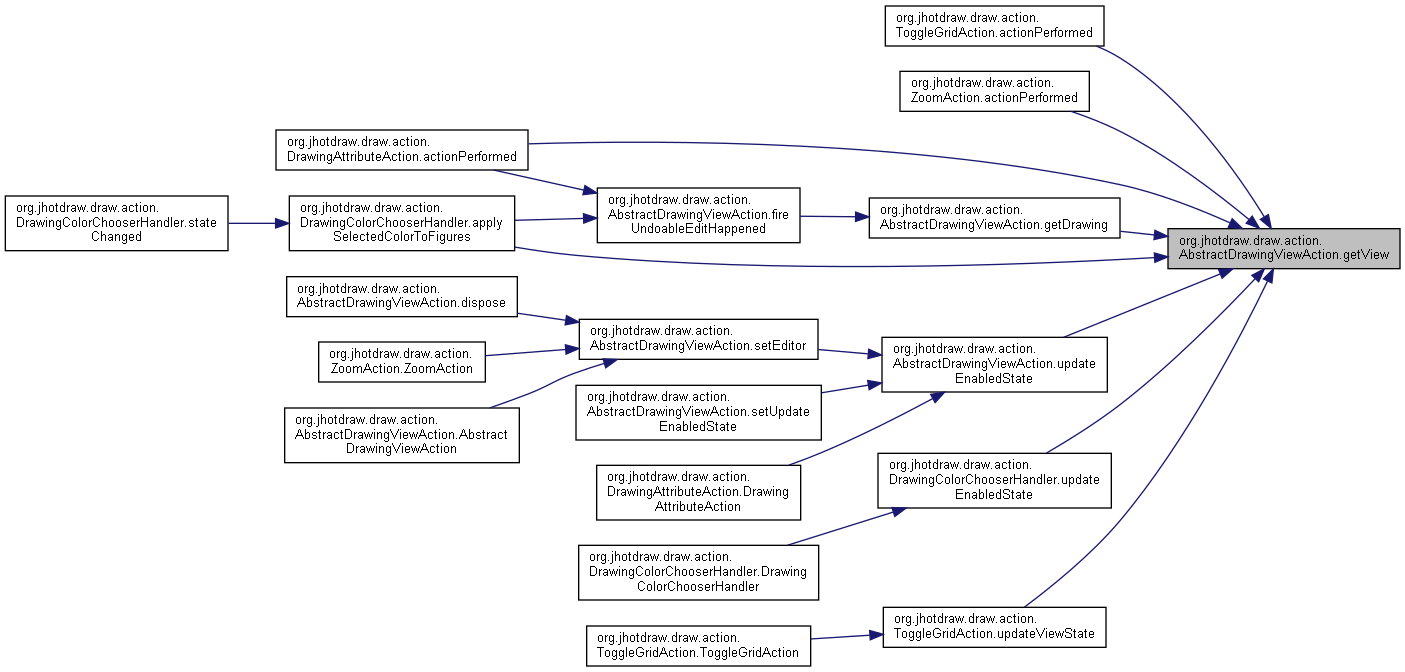 org.jhotdraw.draw.action.
ToggleGridAction.actionPerformed
org.jhotdraw.draw.action.
ZoomAction.actionPerformed
org.jhotdraw.draw.action.
DrawingAttributeAction.actionPerformed
org.jhotdraw.draw.action.
DrawingColorChooserHandler.state
Changed
org.jhotdraw.draw.action.
DrawingColorChooserHandler.apply
SelectedColorToFigures
org.jhotdraw.draw.action.
AbstractDrawingViewAction.fire
UndoableEditHappened
org.jhotdraw.draw.action.
AbstractDrawingViewAction.getDrawing
org.jhotdraw.draw.action.
AbstractDrawingViewAction.getView
org.jhotdraw.draw.action.
AbstractDrawingViewAction.dispose
org.jhotdraw.draw.action.
AbstractDrawingViewAction.setEditor
org.jhotdraw.draw.action.
AbstractDrawingViewAction.update
EnabledState
org.jhotdraw.draw.action.
ZoomAction.ZoomAction
org.jhotdraw.draw.action.
AbstractDrawingViewAction.setUpdate
EnabledState
org.jhotdraw.draw.action.
AbstractDrawingViewAction.Abstract
DrawingViewAction
org.jhotdraw.draw.action.
DrawingAttributeAction.Drawing
AttributeAction
org.jhotdraw.draw.action.
DrawingColorChooserHandler.update
EnabledState
org.jhotdraw.draw.action.
DrawingColorChooserHandler.Drawing
ColorChooserHandler
org.jhotdraw.draw.action.
ToggleGridAction.updateViewState
org.jhotdraw.draw.action.
ToggleGridAction.ToggleGridAction